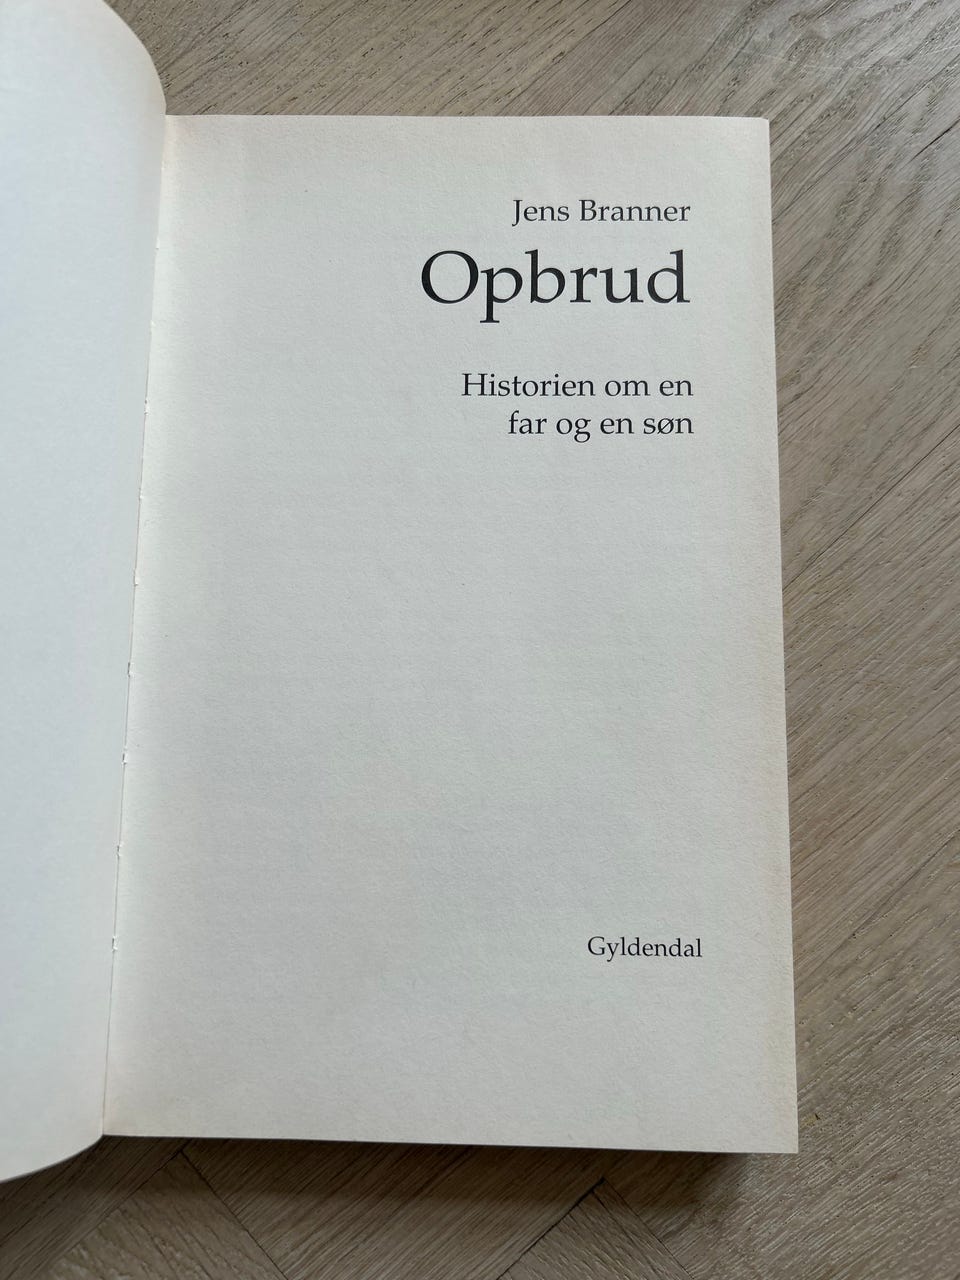 Jens Branner
Opbrud
Historien om en
far og en søn
Gyldendal